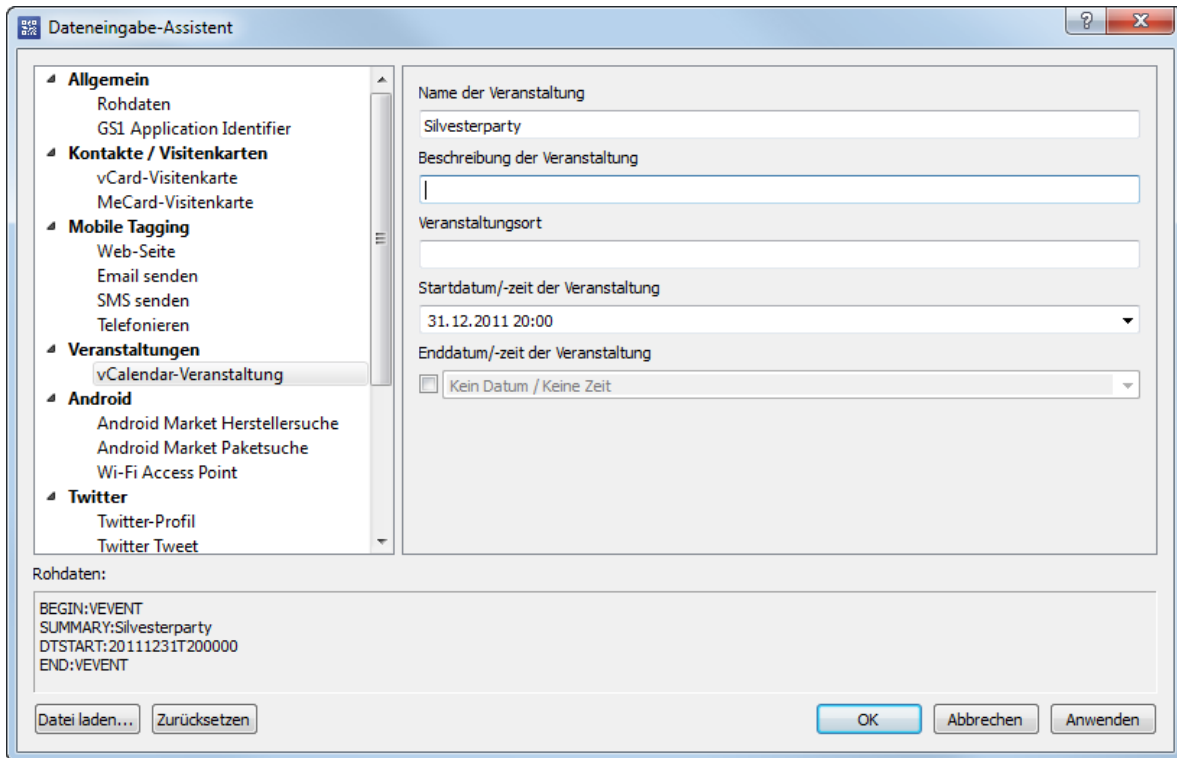 Dateneingabe-Assistent
Allgemein
Rohdaten
GS1 Application Identifier
Kontakte / Visitenkarten
vCard-Visitenkarte
MeCard-Visitenkarte
Mobile Tagging
Web-Seite
Email senden
SMS senden
Telefonieren
Veranstaltungen
vCalendar-Veranstaltung
Android
Android Market Herstellersuche
Android Market Paketsuche
Wi-Fi Access Point
Twitter
Twitter-Profil
Twitter Tweet
Name der Veranstaltung
Silvesterparty
Beschreibung der Veranstaltung
Veranstaltungsort
Startdatum/-zeit der Veranstaltung
31.12.2011 20:00
Enddatum/-zeit der Veranstaltung
Kein Datum / Keine Zeit
Rohdaten:
BEGIN:VEVENT
SUMMARY:Silvesterparty
DTSTART:20111231T200000
END:VEVENT
Datei laden... Zurücksetzen OK Abbrechen Anwenden